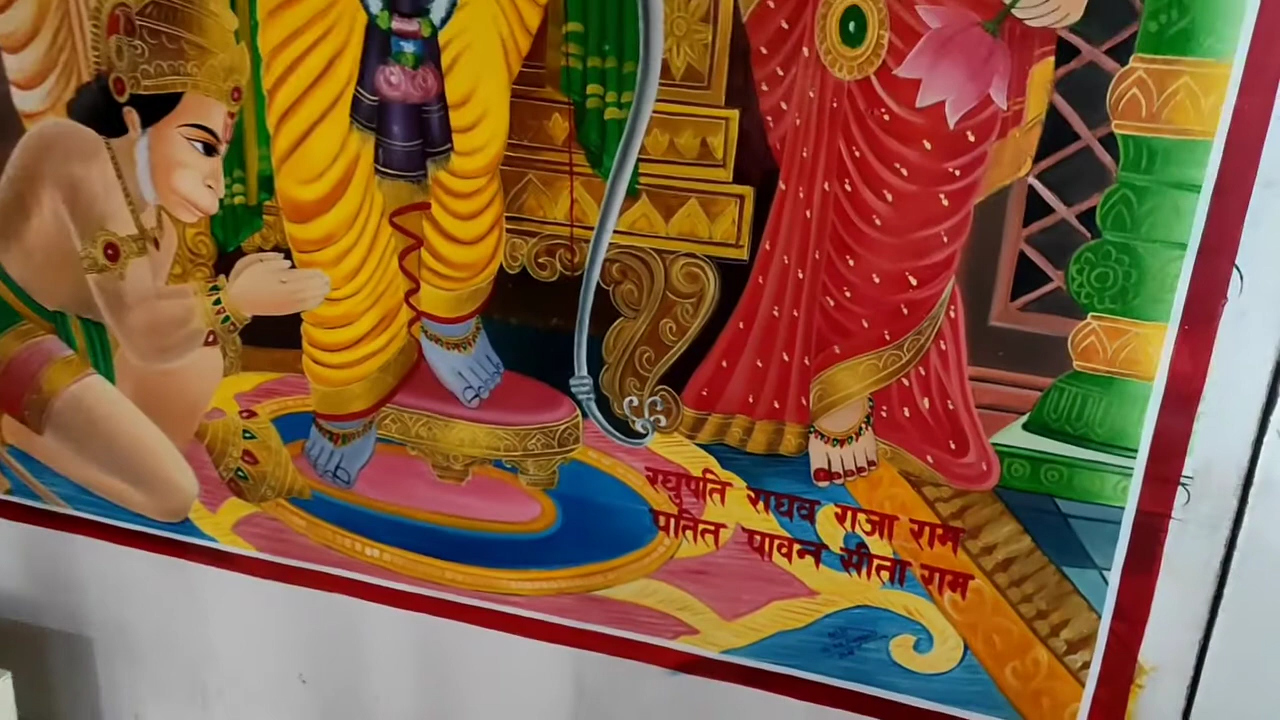 रघुपति राघव राजा राम
पतित पावन सीता राम